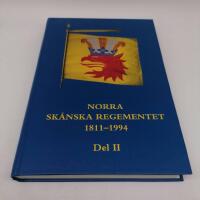 NORRA
SKÅNSKA REGEMENTET
1811–1994
Del II